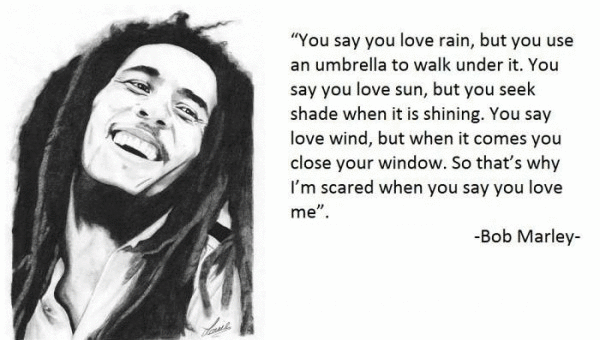 “You say you love rain, but you use
an umbrella to walk under it. You
say you love sun, but you seek
shade when it is shining. You say
love wind, but when it comes you
close your window. So that’s why
I’m scared when you say you love
me”.
-Bob Marley-